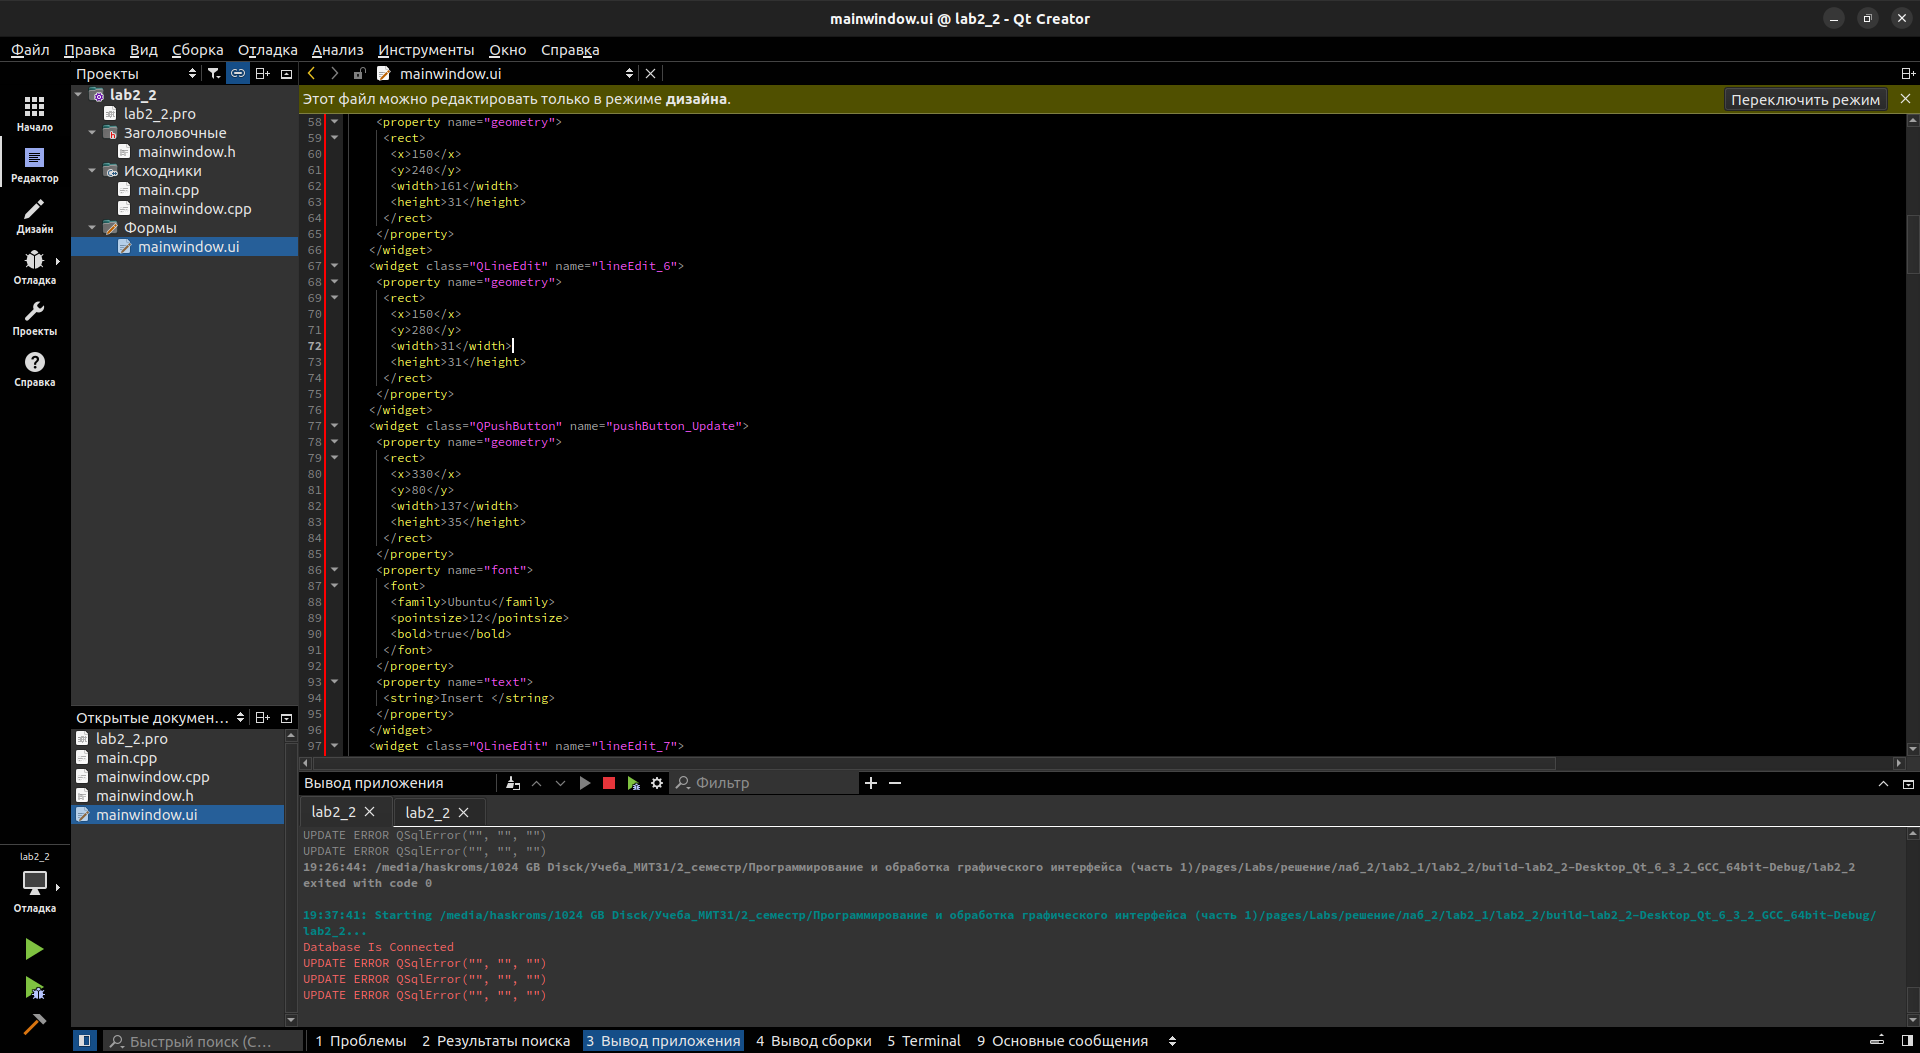 mainwindow.ui @ lab2_2 - Qt Creator
Файл Правка Вид Сборка Отладка Анализ Инструменты Окно Справка
Проекты
mainwindow.ui
Этот файл можно редактировать только в режиме дизайна.
Переключить режим
Начало
Редактор
Дизайн
Отладка
Проекты
Справка
lab2_2
lab2_2.pro
Заголовочные
mainwindow.h
Исходники
main.cpp
mainwindow.cpp
Формы
mainwindow.ui
58 <property name="geometry">
59 <rect>
60 <x>150</x>
61 <y>240</y>
62 <width>161</width>
63 <height>31</height>
64 </rect>
65 </property>
66 </widget>
67 <widget class="QLineEdit" name="lineEdit_6">
68 <property name="geometry">
69 <rect>
70 <x>150</x>
71 <y>280</y>
72 <width>31</width>
73 <height>31</height>
74 </rect>
75 </property>
76 </widget>
77 <widget class="QPushButton" name="pushButton_Update">
78 <property name="geometry">
79 <rect>
80 <x>330</x>
81 <y>80</y>
82 <width>137</width>
83 <height>35</height>
84 </rect>
85 </property>
86 <property name="font">
87 <font>
88 <family>Ubuntu</family>
89 <pointsize>12</pointsize>
90 <bold>true</bold>
91 </font>
92 </property>
93 <property name="text">
94 <string>Insert </string>
95 </property>
96 </widget>
97 <widget class="QLineEdit" name="lineEdit_7">
Открытые докумен...
lab2_2.pro
main.cpp
mainwindow.cpp
mainwindow.h
mainwindow.ui
lab2_2
Отладка
Вывод приложения
Фильтр
lab2_2 lab2_2
UPDATE ERROR QSqlError("", "", "")
UPDATE ERROR QSqlError("", "", "")
19:26:44: /media/haskroms/1024 GB Disck/Учеба_МИТ31/2_семестр/Программирование и обработка графического интерфейса (часть 1)/pages/Labs/решение/лаб_2/lab2_1/lab2_2/build-lab2_2-Desktop_Qt_6_3_2_GCC_64bit-Debug/lab2_2
exited with code 0
19:37:41: Starting /media/haskroms/1024 GB Disck/Учеба_МИТ31/2_семестр/Программирование и обработка графического интерфейса (часть 1)/pages/Labs/решение/лаб_2/lab2_1/lab2_2/build-lab2_2-Desktop_Qt_6_3_2_GCC_64bit-Debug/
lab2_2...
Database Is Connected
UPDATE ERROR QSqlError("", "", "")
UPDATE ERROR QSqlError("", "", "")
UPDATE ERROR QSqlError("", "", "")
Быстрый поиск (С...
1 Проблемы 2 Результаты поиска 3 Вывод приложения 4 Вывод сборки 5 Terminal 9 Основные сообщения